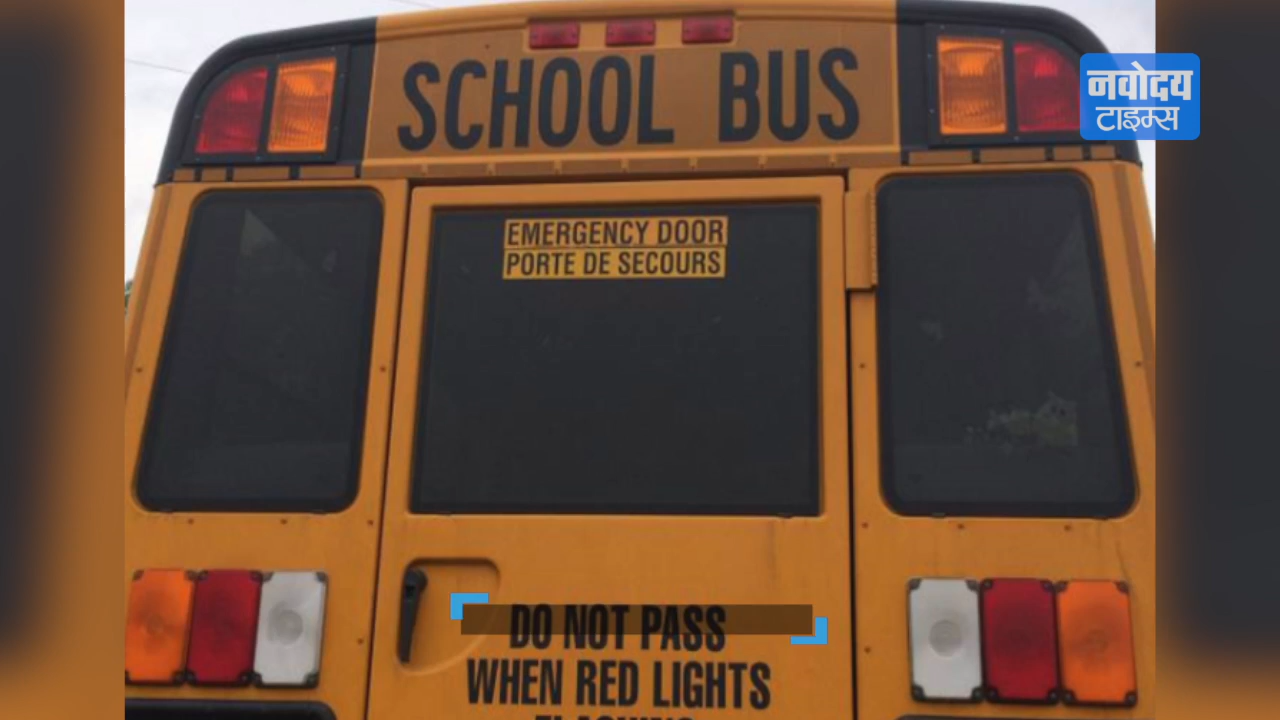 SCHOOL BUS
नवोदय
टाइम्स
EMERGENCY DOOR
PORTE DE SECOURS
DO NOT PASS
WHEN RED LIGHTS